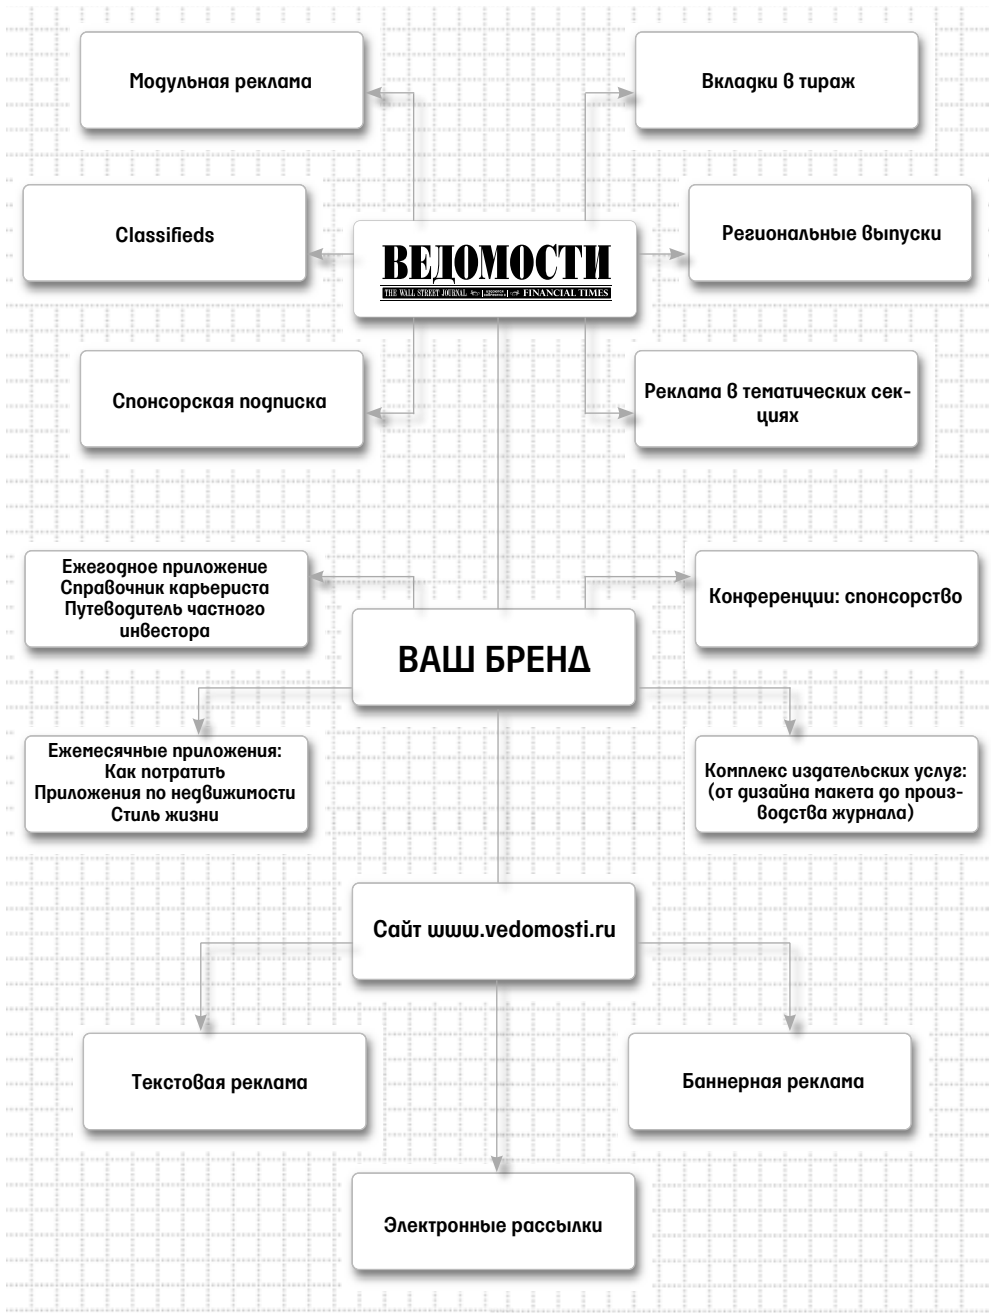 Модульная реклама
Вкладки в тираж
Classifieds
Региональные выпуски
ВЕДОМОСТИ
THE WALL STREET JOURNAL
FINANCIAL TIMES
Спонсорская подписка
Реклама в тематических сек-
циях
Ежегодное приложение
Справочник карьериста
Путеводитель частного
инвестора
Конференции: спонсорство
ВАШ БРЕНД
Ежемесячные приложения:
Как потратить
Приложения по недвижимости
Стиль жизни
Комплекс издательских услуг:
(от дизайна макета до произ-
водства журнала)
Сайт www.vedomosti.ru
Текстовая реклама
Баннерная реклама
Электронные рассылки